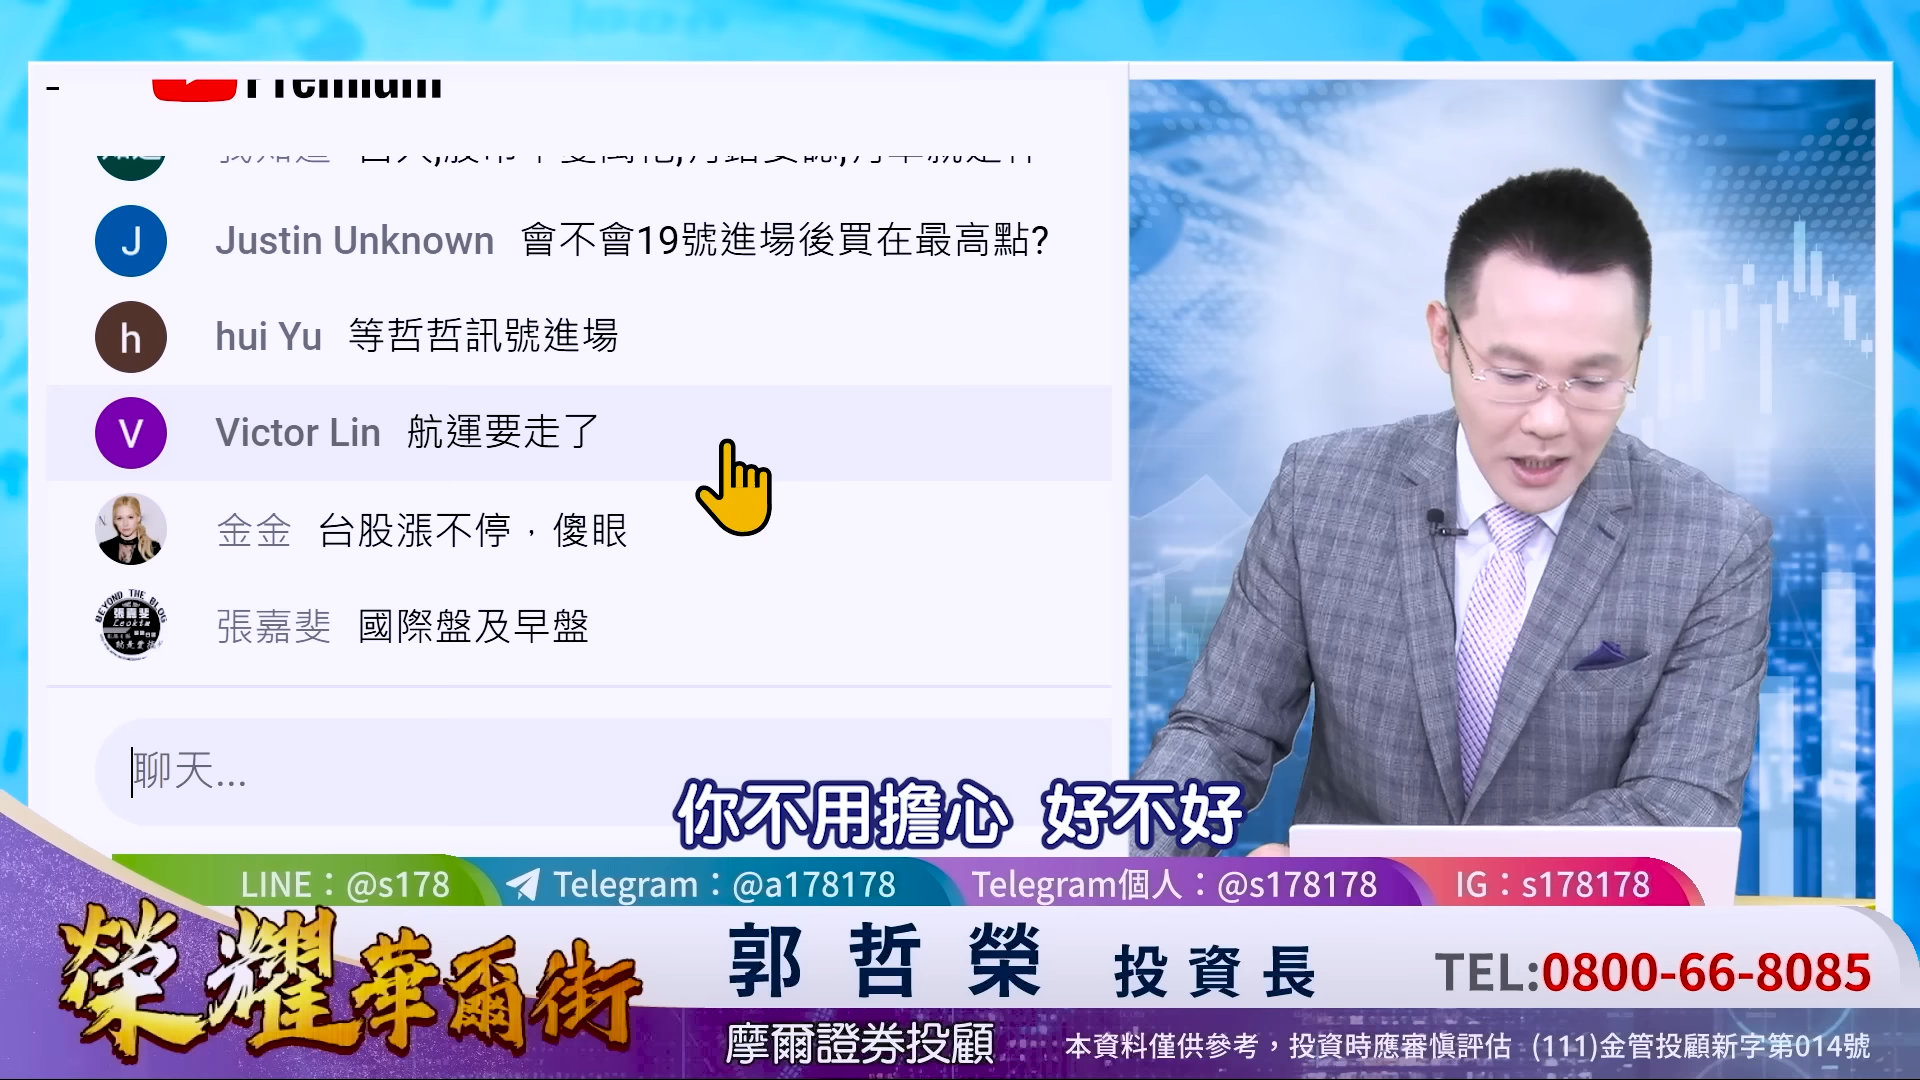 Premium
Justin Unknown 會不會19號進場後買在最高點?
hui Yu 等哲哲訊號進場
Victor Lin 航運要走了
金金 台股漲不停，傻眼
張嘉斐 國際盤及早盤
聊天...
你不用擔心 好不好
LINE：@s178 Telegram：@a178178 Telegram個人：@s178178 IG：s178178
榮耀華爾街
郭哲榮 投資長 TEL:0800-66-8085
摩爾證券投顧 本資料僅供參考，投資時應審慎評估 (111)金管投顧新字第014號